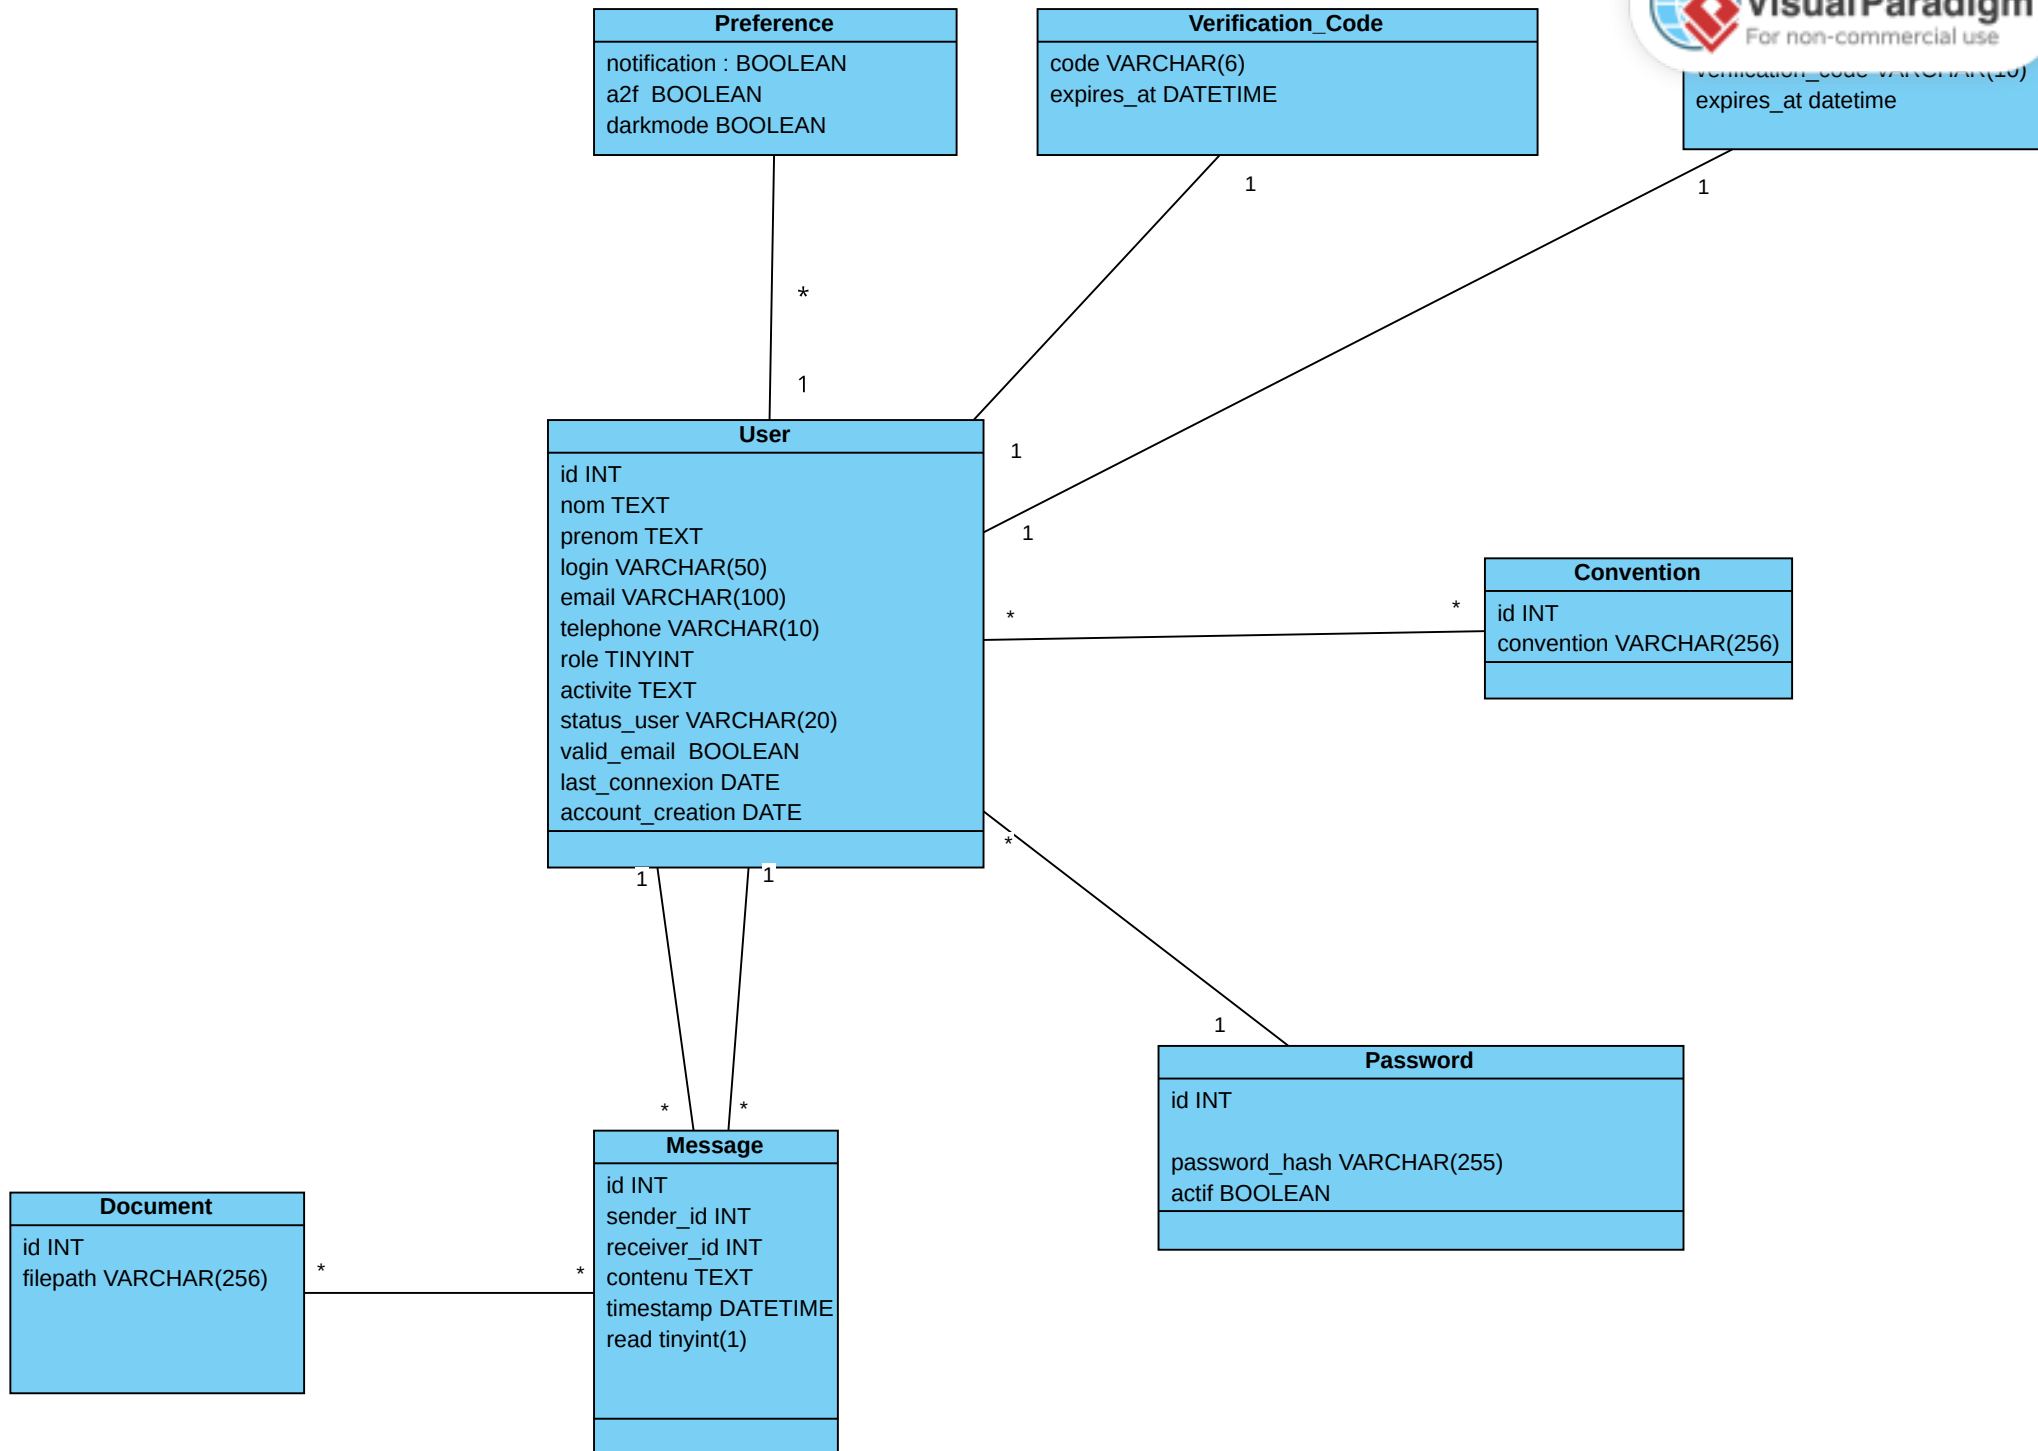 Preference
notification : BOOLEAN
a2f  BOOLEAN
darkmode BOOLEAN
Verification_Code
code VARCHAR(6)
expires_at DATETIME
Visual Paradigm
For non-commercial use
verification_code VARCHAR(10)
expires_at datetime
1
1
*
1
User
id INT
nom TEXT
prenom TEXT
login VARCHAR(50)
email VARCHAR(100)
telephone VARCHAR(10)
role TINYINT
activite TEXT
status_user VARCHAR(20)
valid_email  BOOLEAN
last_connexion DATE
account_creation DATE
1
1
*
*
Convention
id INT
convention VARCHAR(256)
*
1
1
1
Password
id INT
password_hash VARCHAR(255)
actif BOOLEAN
*
*
Message
id INT
sender_id INT
receiver_id INT
contenu TEXT
timestamp DATETIME
read tinyint(1)
Document
id INT
filepath VARCHAR(256)
*
*